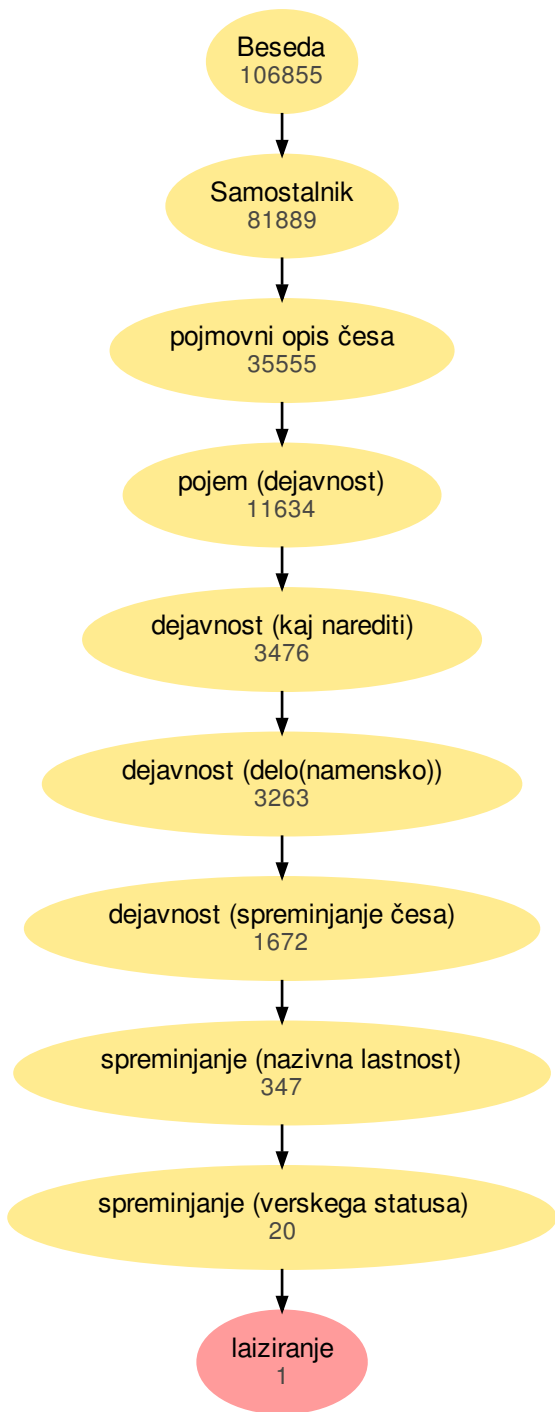 Beseda
106855
Samostalnik
81889
pojmovni opis česa
35555
pojem (dejavnost)
11634
dejavnost (kaj narediti)
3476
dejavnost (delo(namensko))
3263
dejavnost (spreminjanje česa)
1672
spreminjanje (nazivna lastnost)
347
spreminjanje (verskega statusa)
20
laiziranje
1